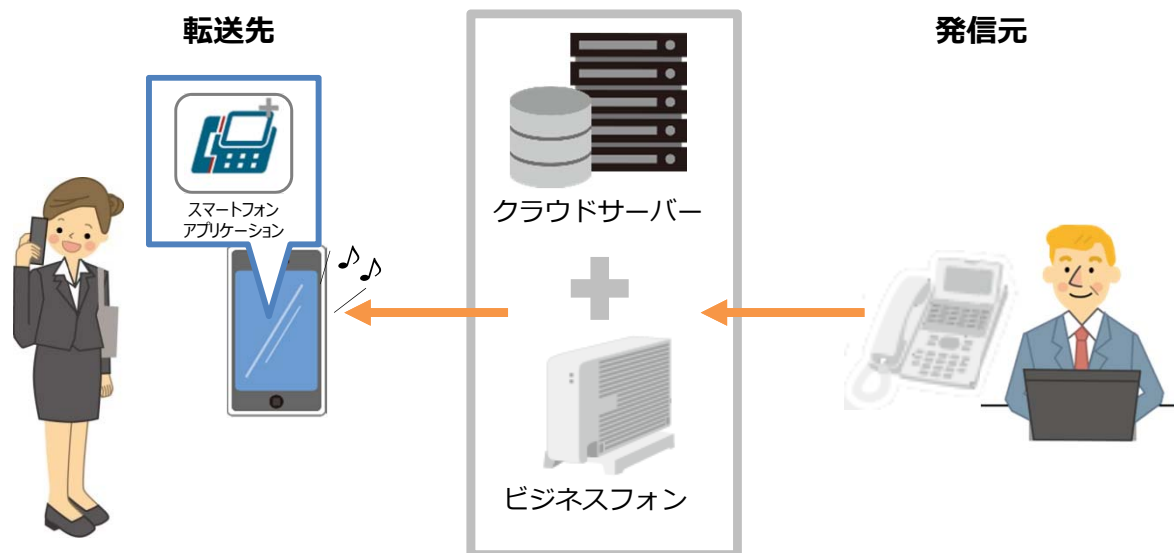 転送先
発信元
スマートフォン
アプリケーション
クラウドサーバー
ビジネスフォン